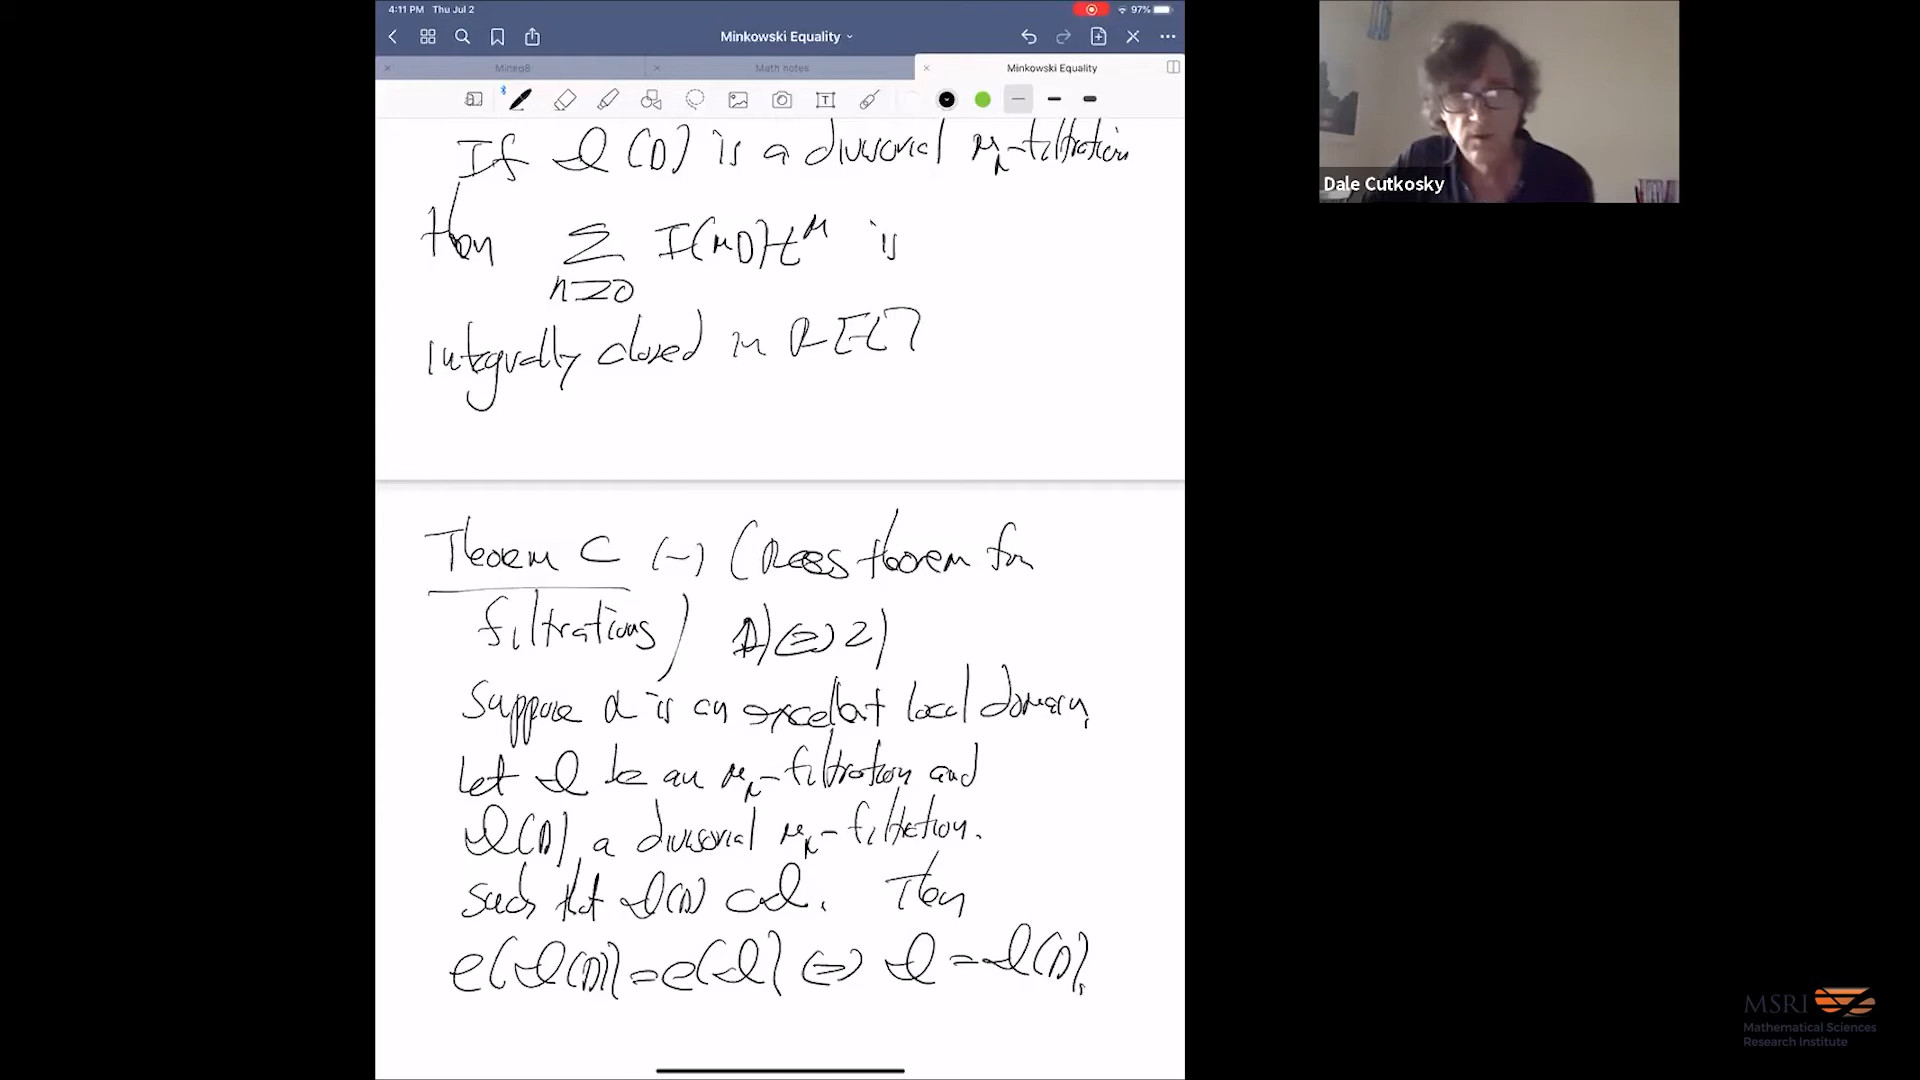 4:11 PM Thu Jul 2
97%
Minkowski Equality
Math notes
Minkowski Equality
If I(D) is a divisorial m_R-filtration
then Σ I(nD)t^n is
n≥0
integrally closed in R[t]
Theorem C (-) (Rees theorem for
filtrations) 1) ⇔ 2)
Suppose R is an excellent local domain,
Let I be an m_R-filtration and
I(D) a divisorial m_R-filtration.
such that I(D) ⊂ I. Then
e(I(D)) = e(I) ⇔ I = I(D).
Dale Cutkosky
MSRI
Mathematical Sciences
Research Institute